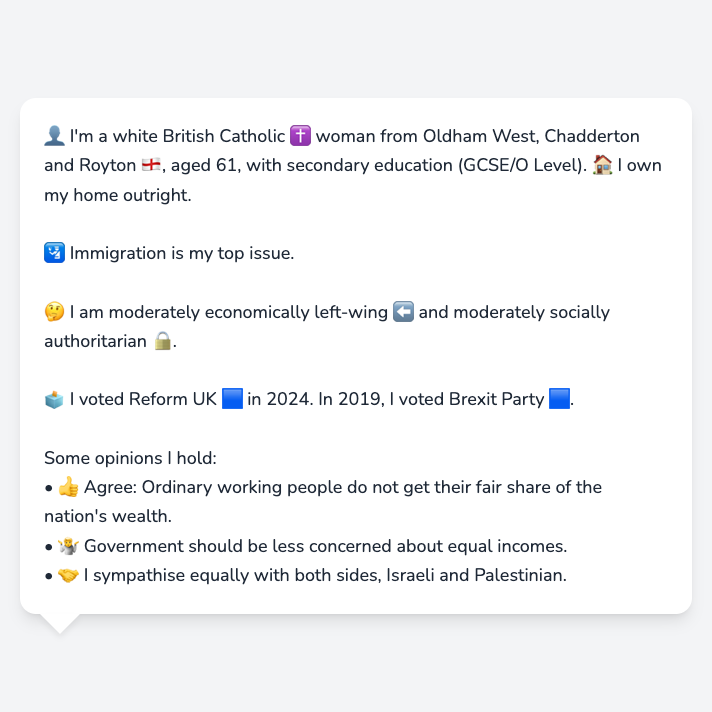 👤 I'm a white British Catholic ✝️ woman from Oldham West, Chadderton
and Royton 🏴󠁧󠁢󠁥󠁮󠁧󠁿, aged 61, with secondary education (GCSE/O Level). 🏠 I own
my home outright.
🛂 Immigration is my top issue.
🤔 I am moderately economically left-wing ⬅️ and moderately socially
authoritarian 🔒.
🗳️ I voted Reform UK 🟦 in 2024. In 2019, I voted Brexit Party 🟦.
Some opinions I hold:
• 👍 Agree: Ordinary working people do not get their fair share of the
nation's wealth.
• 🤷 Government should be less concerned about equal incomes.
• 🤝 I sympathise equally with both sides, Israeli and Palestinian.